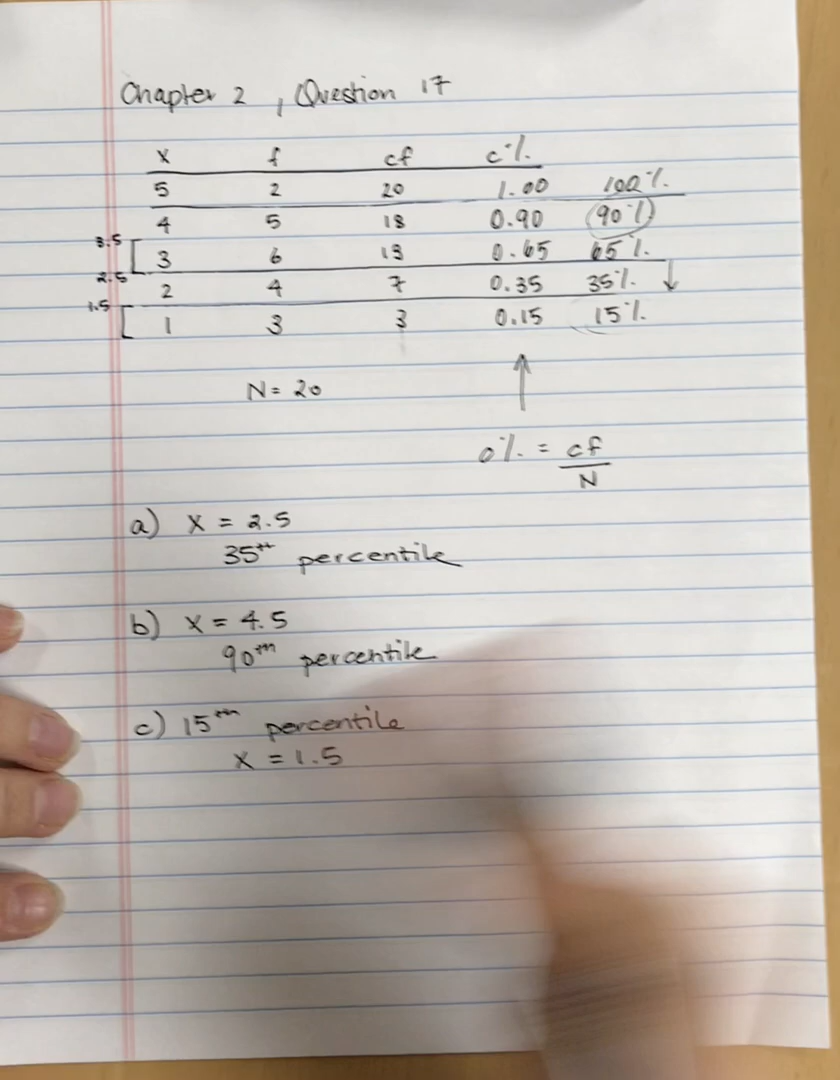 Chapter 2, Question 17
x f cf c%
5 2 20 1.00 100%
4 5 18 0.90 90%
3.5
3 6 13 0.65 65%
2.5
2 4 7 0.35 35% ↓
1.5
1 3 3 0.15 15%
N = 20
↑
0% = cf/N
a) X = 2.5
35th percentile
b) X = 4.5
90th percentile
c) 15th percentile
X = 1.5